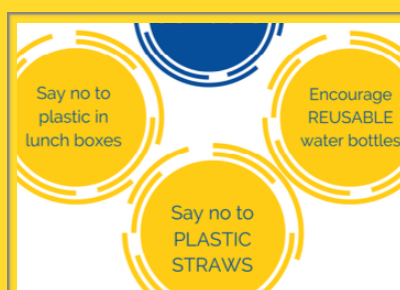 Say no to
plastic in
lunch boxes
Encourage
REUSABLE
water bottles
Say no to
PLASTIC
STRAWS